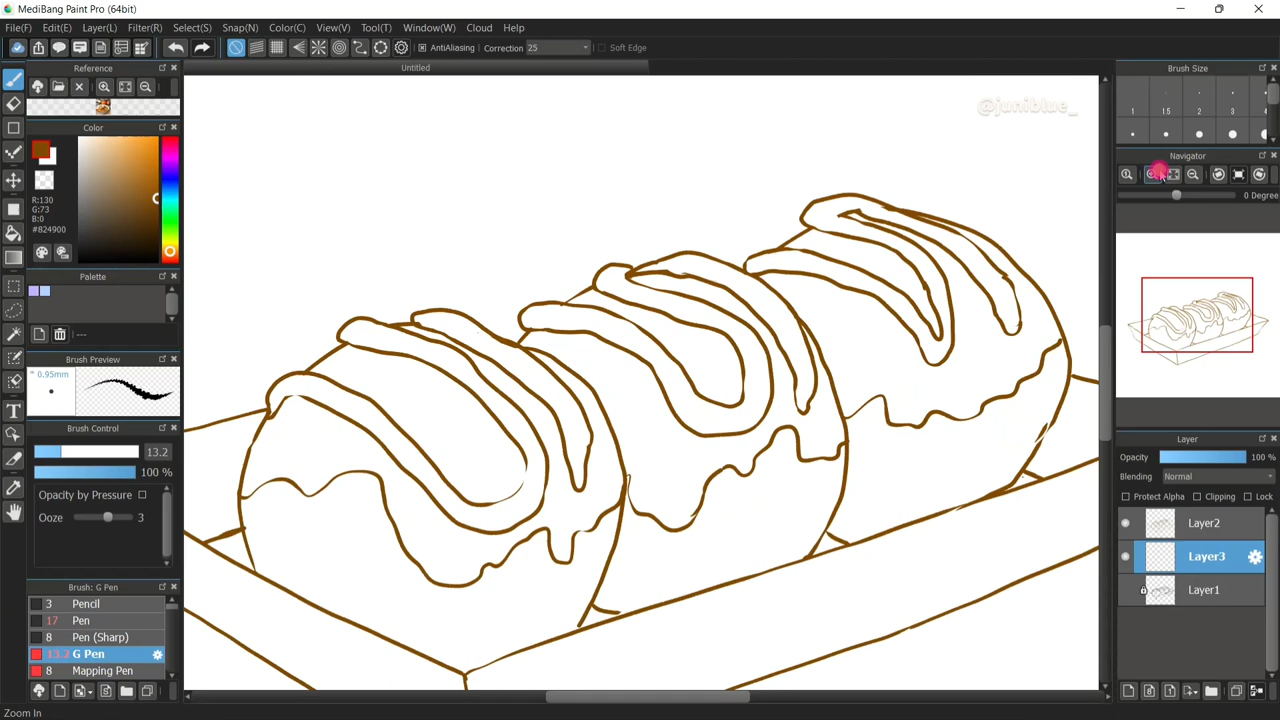 MediBang Paint Pro (64bit)
File(F) Edit(E) Layer(L) Filter(R) Select(S) Snap(N) Color(C) View(V) Tool(T) Window(W) Cloud Help
AntiAliasing Correction 25 Soft Edge
Reference
Untitled
Brush Size
1 1.5 2 3 4
@juniblue_
Color
R:130
G:73
B:0
#824900
Navigator
0 Degree
Palette
---
Brush Preview
0.95mm
Brush Control
13.2
100 %
Opacity by Pressure
Ooze 3
Layer
Opacity 100 %
Blending Normal
Protect Alpha Clipping Lock
Layer2
Layer3
Layer1
Brush: G Pen
3 Pencil
17 Pen
8 Pen (Sharp)
13.2 G Pen
8 Mapping Pen
Zoom In